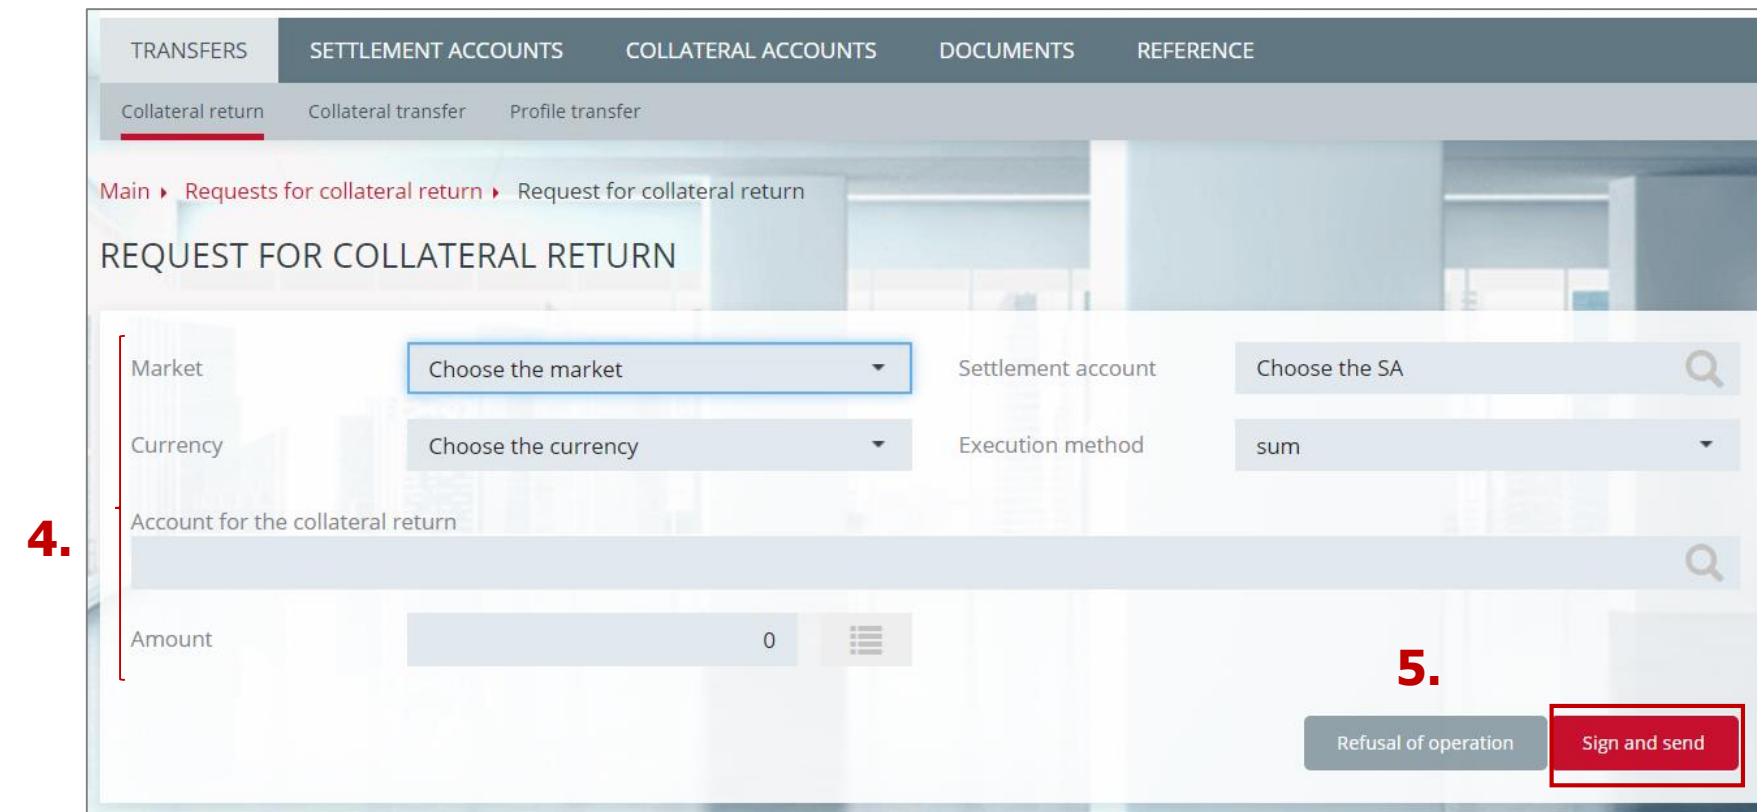 TRANSFERS SETTLEMENT ACCOUNTS COLLATERAL ACCOUNTS DOCUMENTS REFERENCE
Collateral return Collateral transfer Profile transfer
Main Requests for collateral return Request for collateral return
REQUEST FOR COLLATERAL RETURN
Market Choose the market Settlement account Choose the SA
Currency Choose the currency Execution method sum
4.
Account for the collateral return
Amount 0
5.
Refusal of operation Sign and send